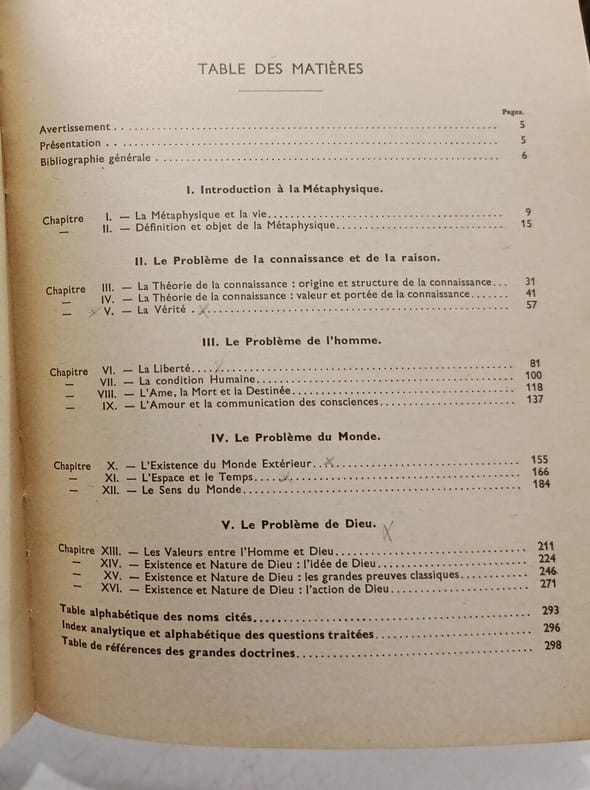 TABLE DES MATIÈRES
Pages.
Avertissement . . . . . . . . . . . . . . . . . . . . 5
Présentation . . . . . . . . . . . . . . . . . . . . 5
Bibliographie générale . . . . . . . . . . . . . . . . . . . . 6
I. Introduction à la Métaphysique.
Chapitre I. — La Métaphysique et la vie.................... 9
— II. — Définition et objet de la Métaphysique.................... 15
II. Le Problème de la connaissance et de la raison.
Chapitre III. — La Théorie de la connaissance : origine et structure de la connaissance... 31
— IV. — La Théorie de la connaissance : valeur et portée de la connaissance....... 41
— V. — La Vérité . .................... 57
III. Le Problème de l'homme.
Chapitre VI. — La Liberté.................... 81
— VII. — La condition Humaine.................... 100
— VIII. — L'Ame, la Mort et la Destinée.................... 118
— IX. — L'Amour et la communication des consciences.................... 137
IV. Le Problème du Monde.
Chapitre X. — L'Existence du Monde Extérieur.................... 155
— XI. — L'Espace et le Temps.................... 166
— XII. — Le Sens du Monde.................... 184
V. Le Problème de Dieu.
Chapitre XIII. — Les Valeurs entre l'Homme et Dieu.................... 211
— XIV. — Existence et Nature de Dieu : l'idée de Dieu.................... 224
— XV. — Existence et Nature de Dieu : les grandes preuves classiques.......... 246
— XVI. — Existence et Nature de Dieu : l'action de Dieu.................... 271
Table alphabétique des noms cités.................... 293
Index analytique et alphabétique des questions traitées.................... 296
Table de références des grandes doctrines.................... 298